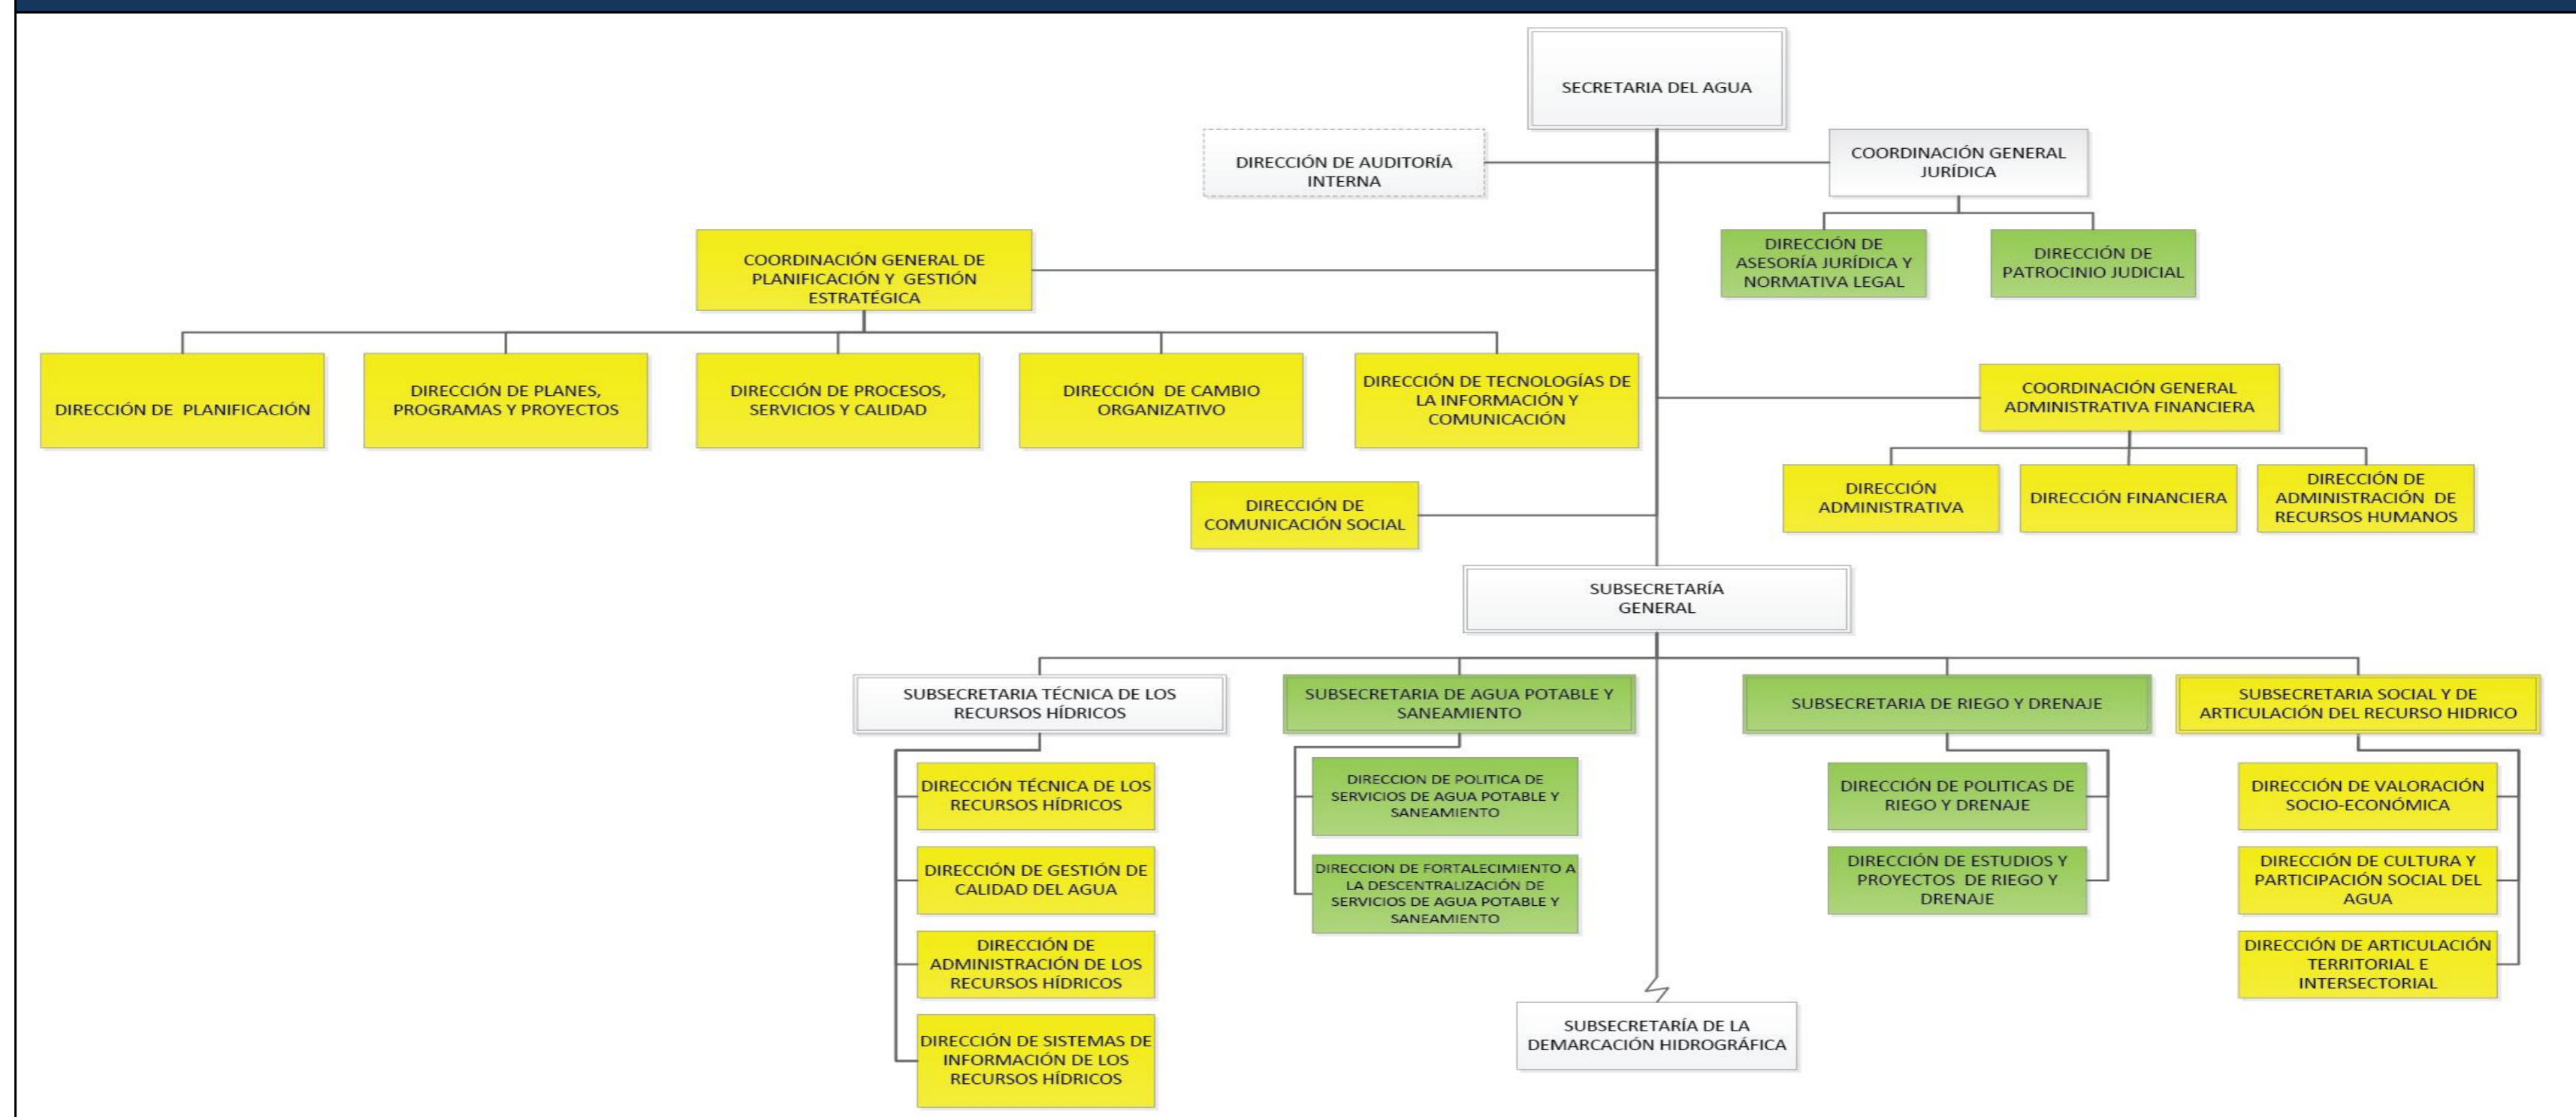 SECRETARIA DEL AGUA
DIRECCIÓN DE AUDITORÍA
INTERNA
COORDINACIÓN GENERAL
JURÍDICA
DIRECCIÓN DE
ASESORÍA JURÍDICA Y
NORMATIVA LEGAL
DIRECCIÓN DE
PATROCINIO JUDICIAL
COORDINACIÓN GENERAL DE
PLANIFICACIÓN Y GESTIÓN
ESTRATÉGICA
DIRECCIÓN DE PLANIFICACIÓN
DIRECCIÓN DE PLANES,
PROGRAMAS Y PROYECTOS
DIRECCIÓN DE PROCESOS,
SERVICIOS Y CALIDAD
DIRECCIÓN DE CAMBIO
ORGANIZATIVO
DIRECCIÓN DE TECNOLOGÍAS DE
LA INFORMACIÓN Y
COMUNICACIÓN
COORDINACIÓN GENERAL
ADMINISTRATIVA FINANCIERA
DIRECCIÓN
ADMINISTRATIVA
DIRECCIÓN FINANCIERA
DIRECCIÓN DE
ADMINISTRACIÓN DE
RECURSOS HUMANOS
DIRECCIÓN DE
COMUNICACIÓN SOCIAL
SUBSECRETARÍA
GENERAL
SUBSECRETARIA TÉCNICA DE LOS
RECURSOS HÍDRICOS
DIRECCIÓN TÉCNICA DE LOS
RECURSOS HÍDRICOS
DIRECCIÓN DE GESTIÓN DE
CALIDAD DEL AGUA
DIRECCIÓN DE
ADMINISTRACIÓN DE LOS
RECURSOS HÍDRICOS
DIRECCIÓN DE SISTEMAS DE
INFORMACIÓN DE LOS
RECURSOS HÍDRICOS
SUBSECRETARIA DE AGUA POTABLE Y
SANEAMIENTO
DIRECCION DE POLITICA DE
SERVICIOS DE AGUA POTABLE Y
SANEAMIENTO
DIRECCION DE FORTALECIMIENTO A
LA DESCENTRALIZACIÓN DE
SERVICIOS DE AGUA POTABLE Y
SANEAMIENTO
SUBSECRETARIA DE RIEGO Y DRENAJE
DIRECCIÓN DE POLITICAS DE
RIEGO Y DRENAJE
DIRECCIÓN DE ESTUDIOS Y
PROYECTOS DE RIEGO Y
DRENAJE
SUBSECRETARIA SOCIAL Y DE
ARTICULACIÓN DEL RECURSO HIDRICO
DIRECCIÓN DE VALORACIÓN
SOCIO-ECONÓMICA
DIRECCIÓN DE CULTURA Y
PARTICIPACIÓN SOCIAL DEL
AGUA
DIRECCIÓN DE ARTICULACIÓN
TERRITORIAL E
INTERSECTORIAL
SUBSECRETARÍA DE LA
DEMARCACIÓN HIDROGRÁFICA